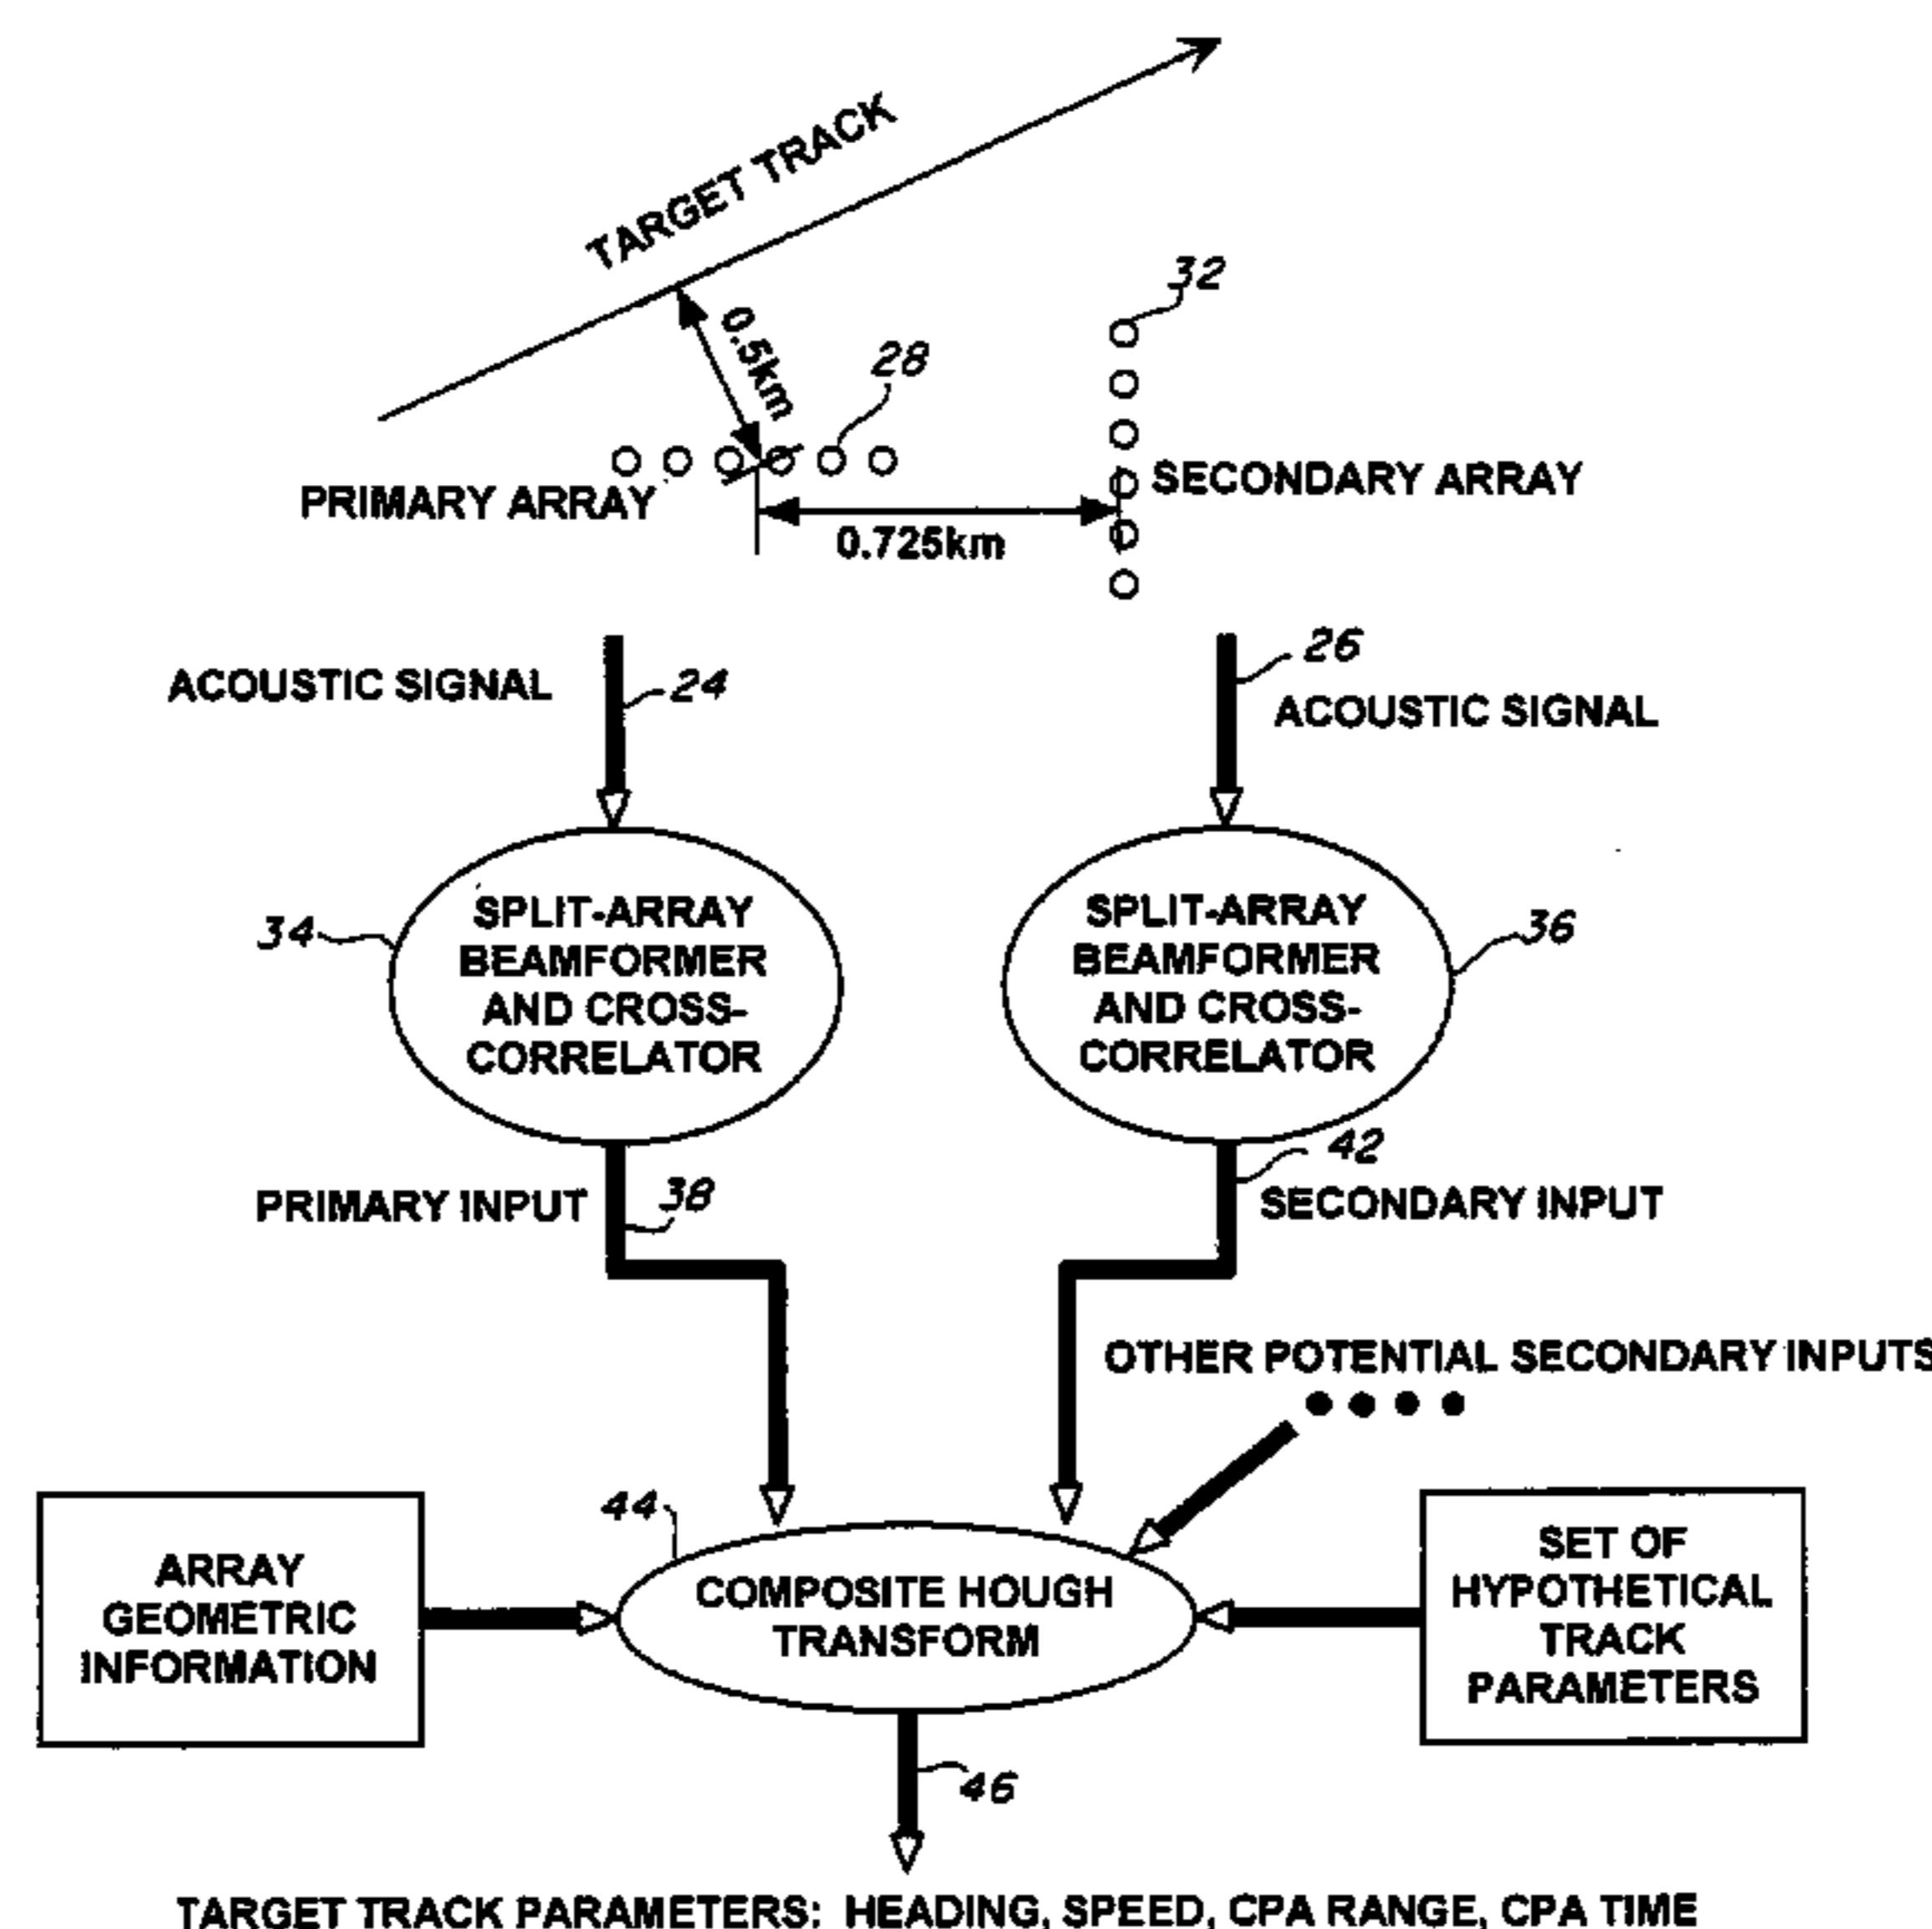 TARGET TRACK
32
0.5km
28
PRIMARY ARRAY
SECONDARY ARRAY
0.725km
ACOUSTIC SIGNAL
24
26
ACOUSTIC SIGNAL
34
SPLIT-ARRAY
BEAMFORMER
AND CROSS-
CORRELATOR
SPLIT-ARRAY
BEAMFORMER
AND CROSS-
CORRELATOR
36
PRIMARY INPUT
38
42
SECONDARY INPUT
OTHER POTENTIAL SECONDARY INPUTS
44
ARRAY
GEOMETRIC
INFORMATION
COMPOSITE HOUGH
TRANSFORM
SET OF
HYPOTHETICAL
TRACK
PARAMETERS
46
TARGET TRACK PARAMETERS: HEADING, SPEED, CPA RANGE, CPA TIME